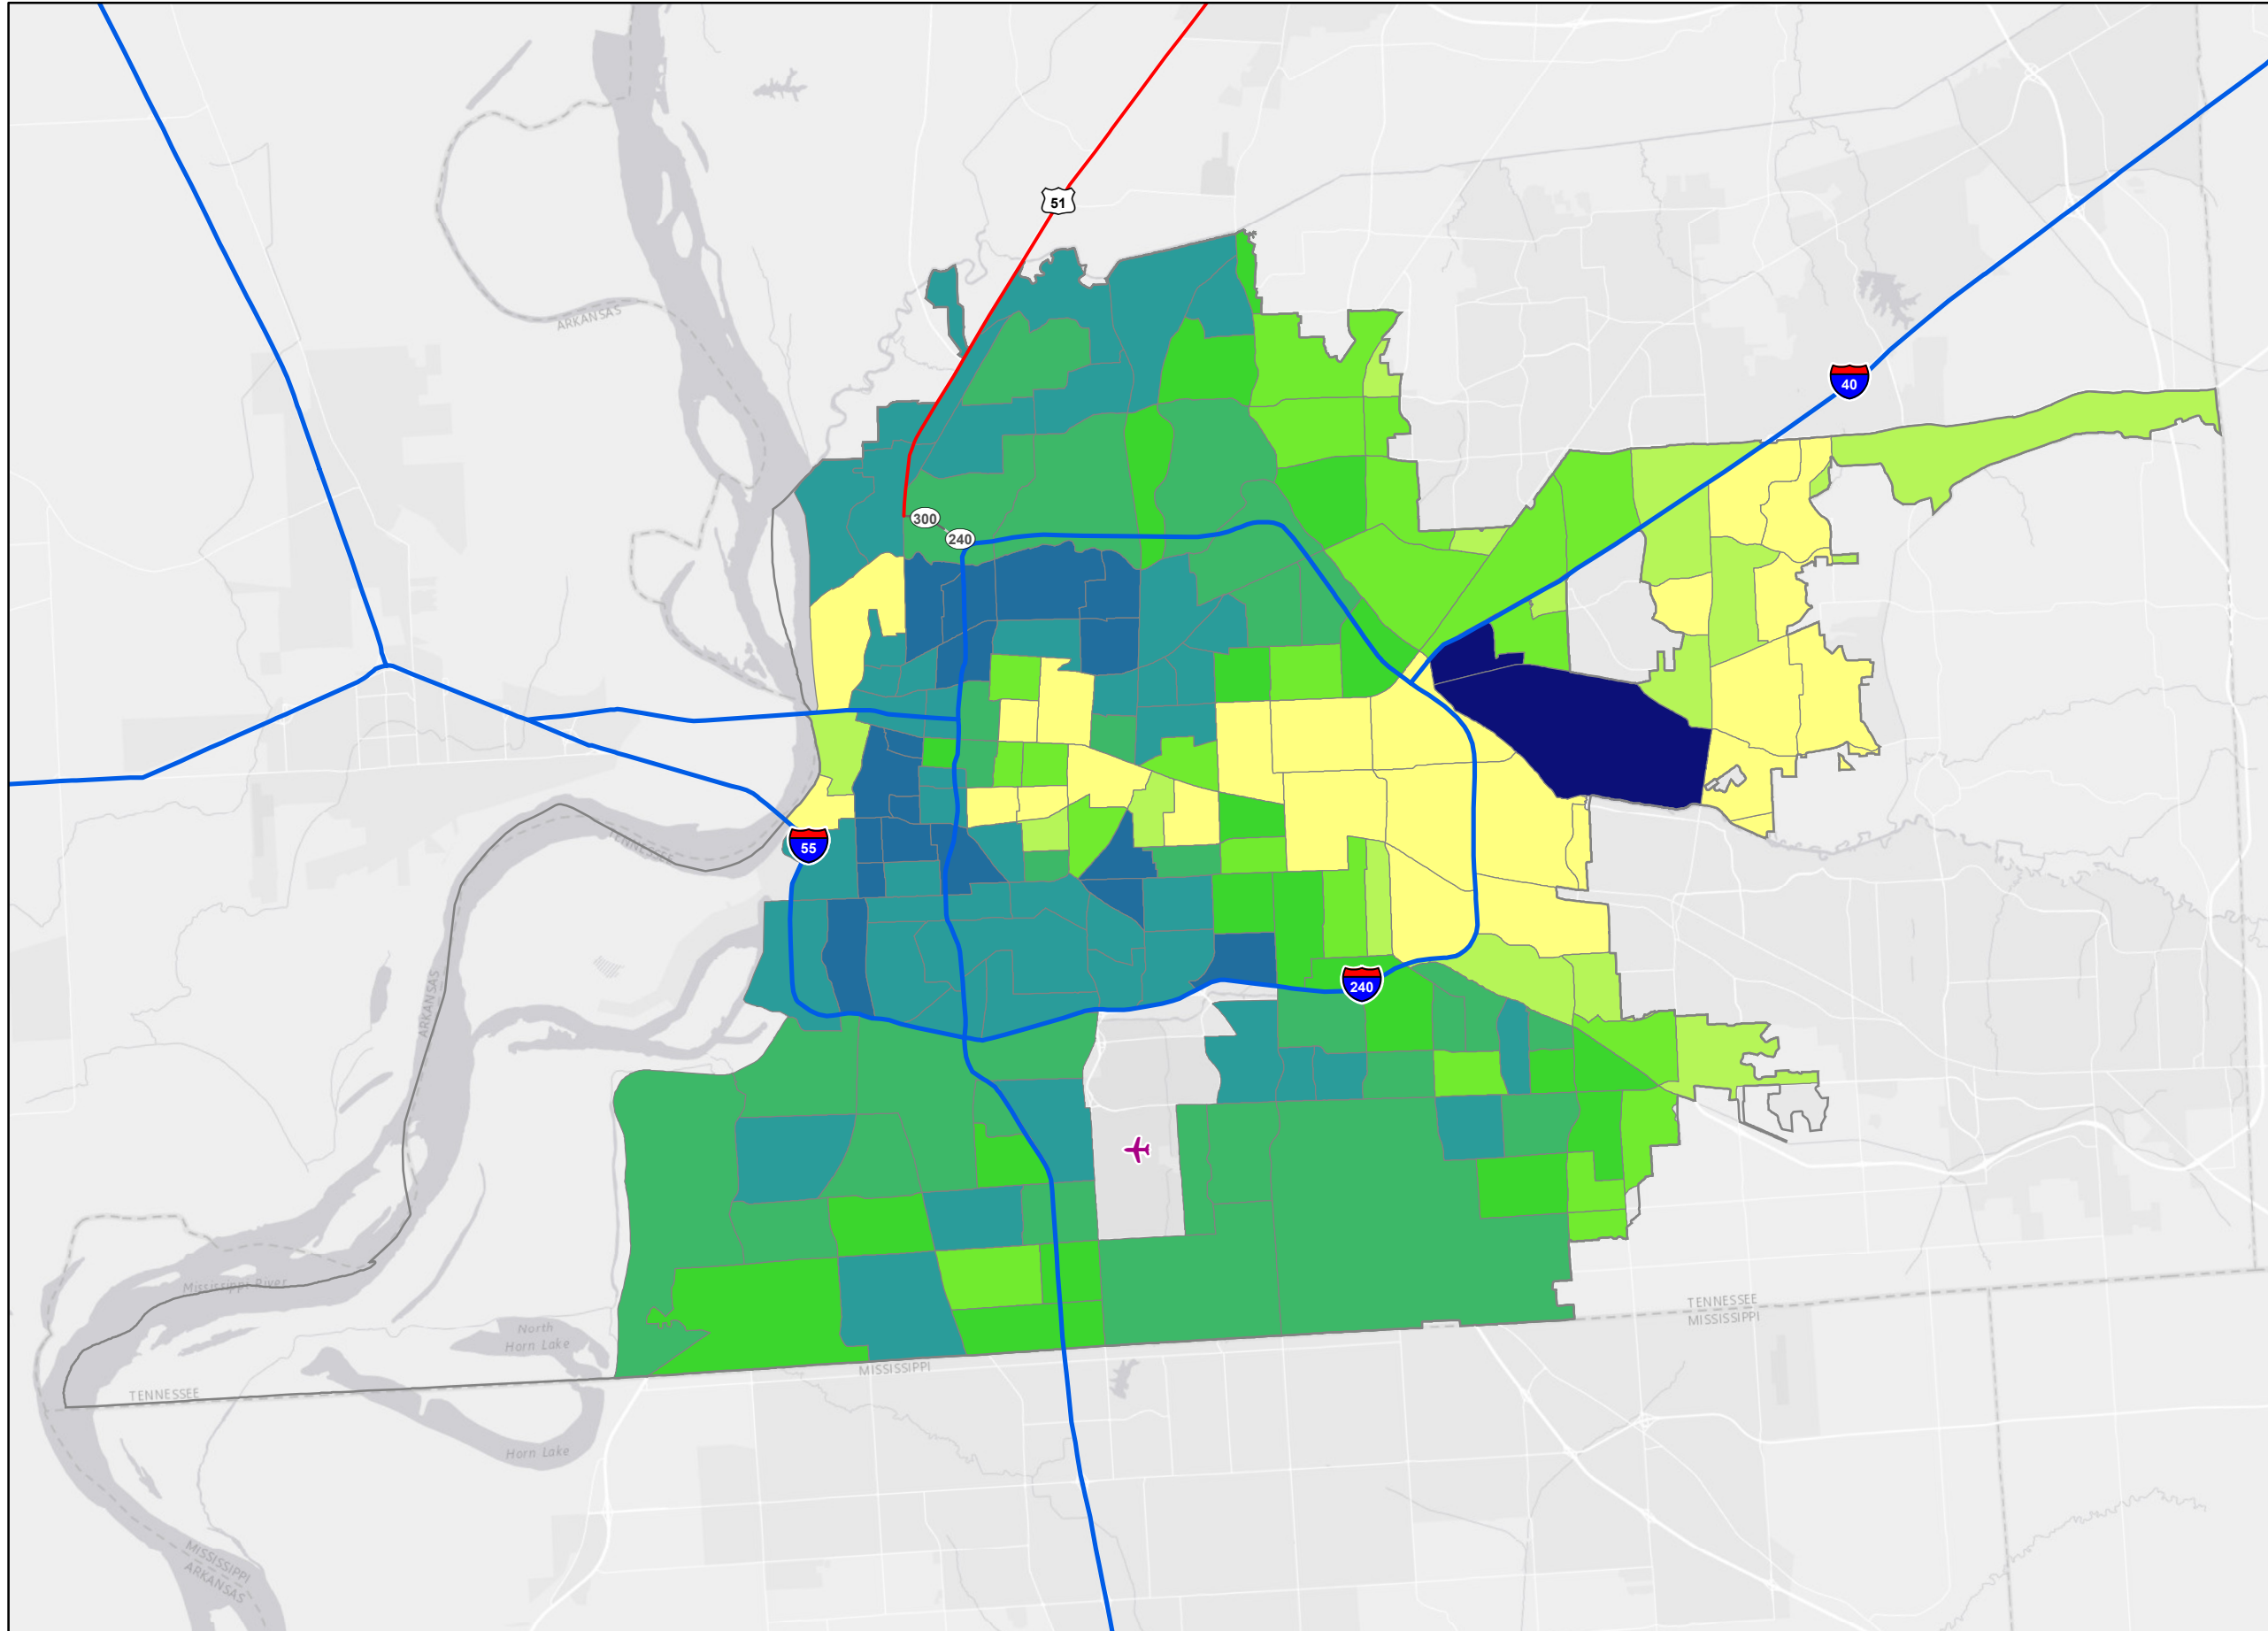 51
ARKANSAS
40
300
240
55
TENNESSEE
ARKANSAS
240
Mississippi River
TENNESSEE
MISSISSIPPI
North
Horn Lake
MISSISSIPPI
TENNESSEE
Horn Lake
MISSISSIPPI
ARKANSAS